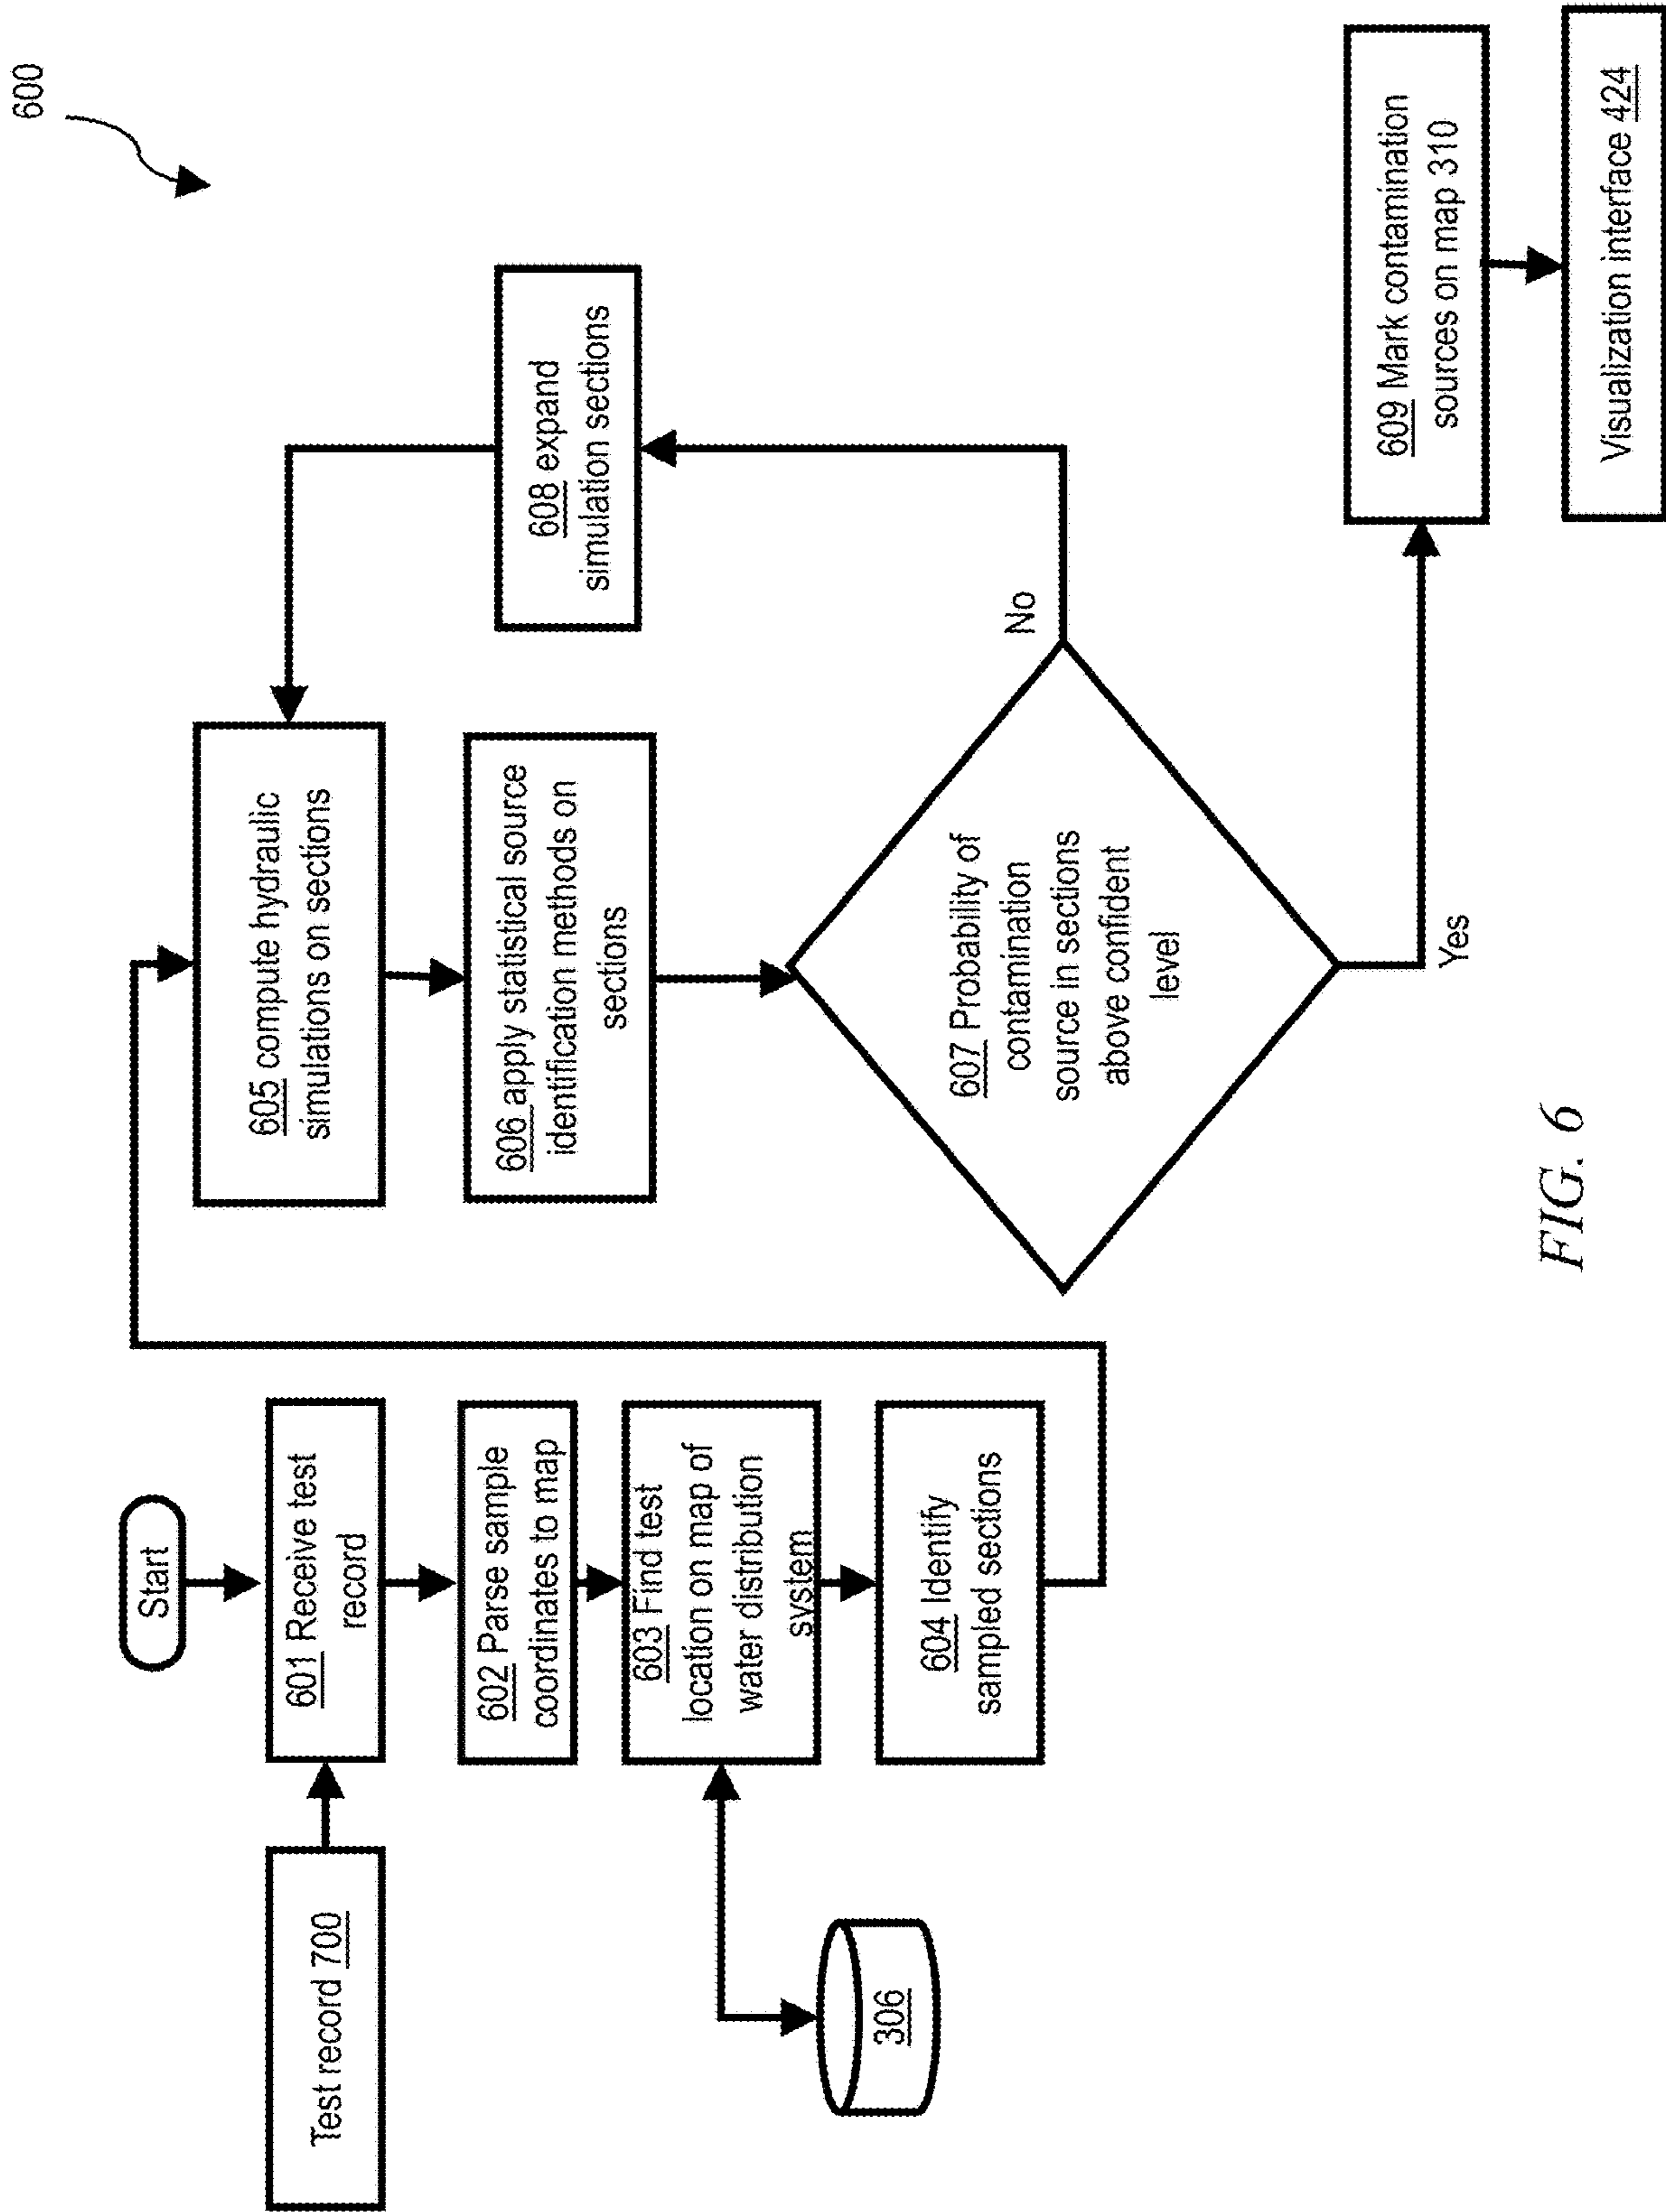 600
Start
Test record 700
601 Receive test
record
602 Parse sample
coordinates to map
603 Find test
location on map of
water distribution
system
306
604 Identify
sampled sections
605 compute hydraulic
simulations on sections
606 apply statistical source
identification methods on
sections
607 Probability of
contamination
source in sections
above confident
level
No
608 expand
simulation sections
Yes
609 Mark contamination
sources on map 310
Visualization interface 424
FIG. 6